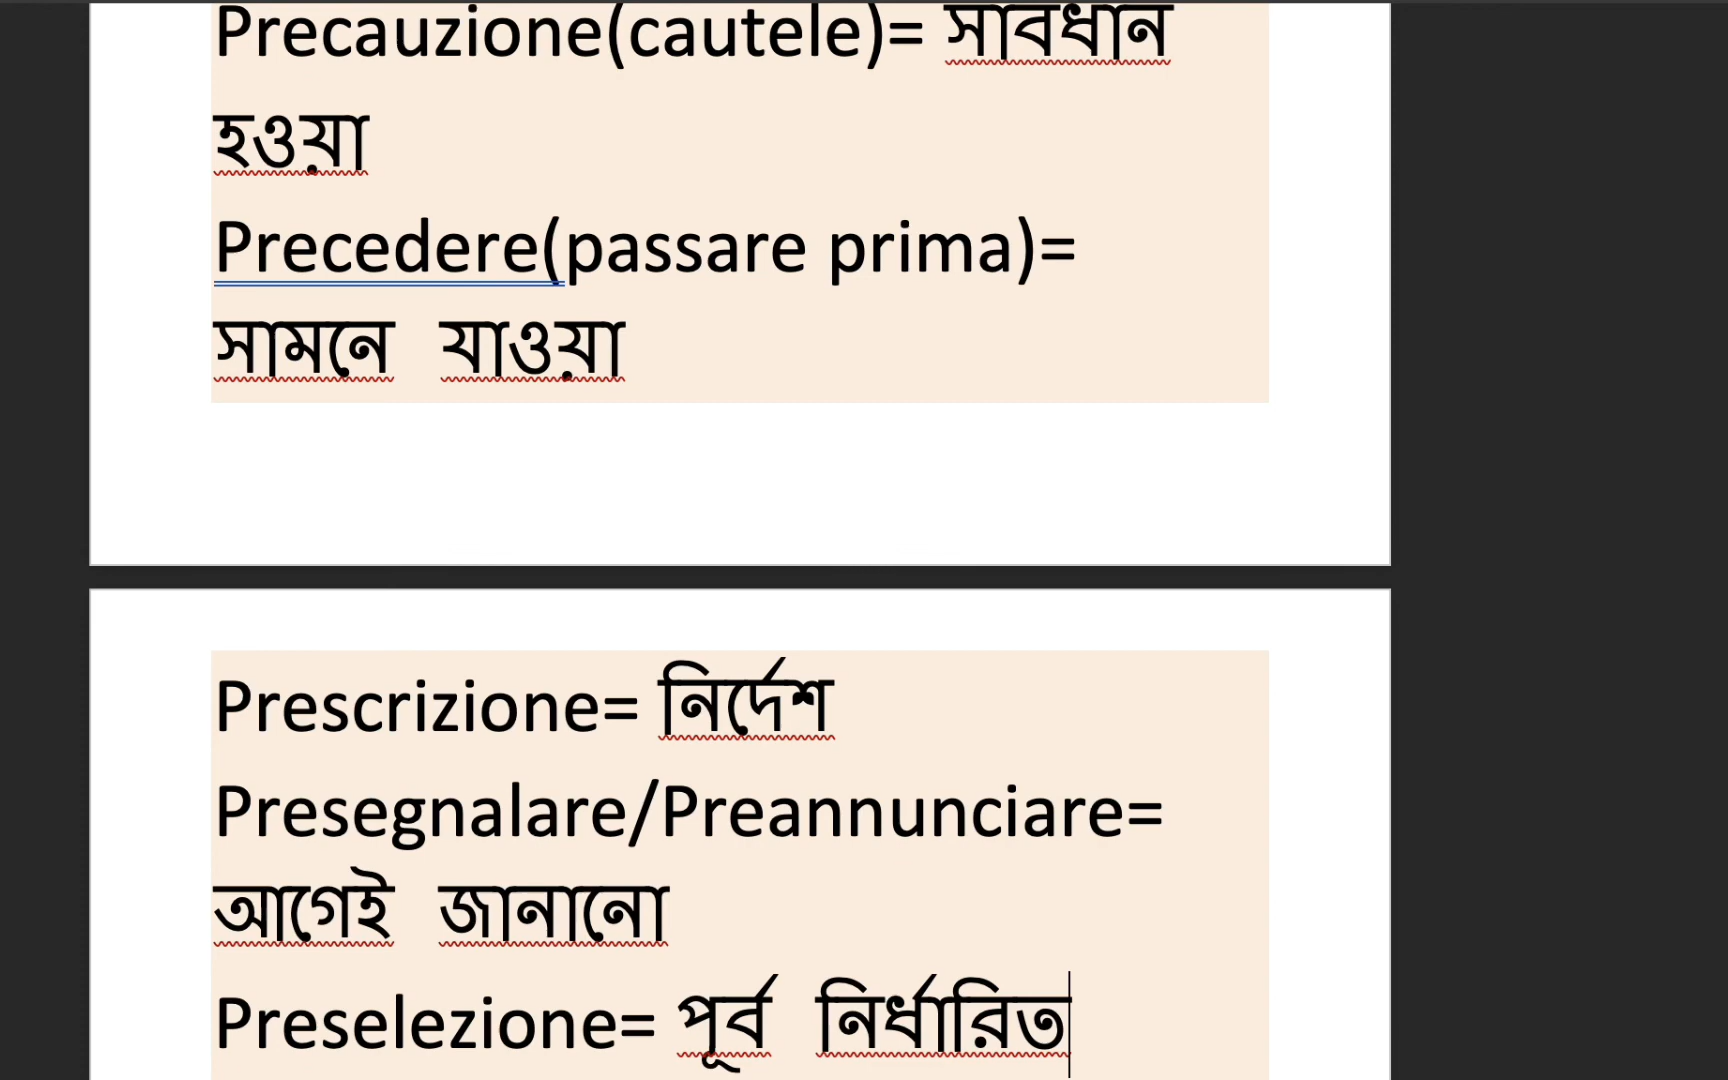 Precauzione(cautele)= সাবধান
হওয়া
Precedere(passare prima)=
সামনে যাওয়া
Prescrizione= নির্দেশ
Presegnalare/Preannunciare=
আগেই জানানো
Preselezione= পূর্ব নির্ধারিত